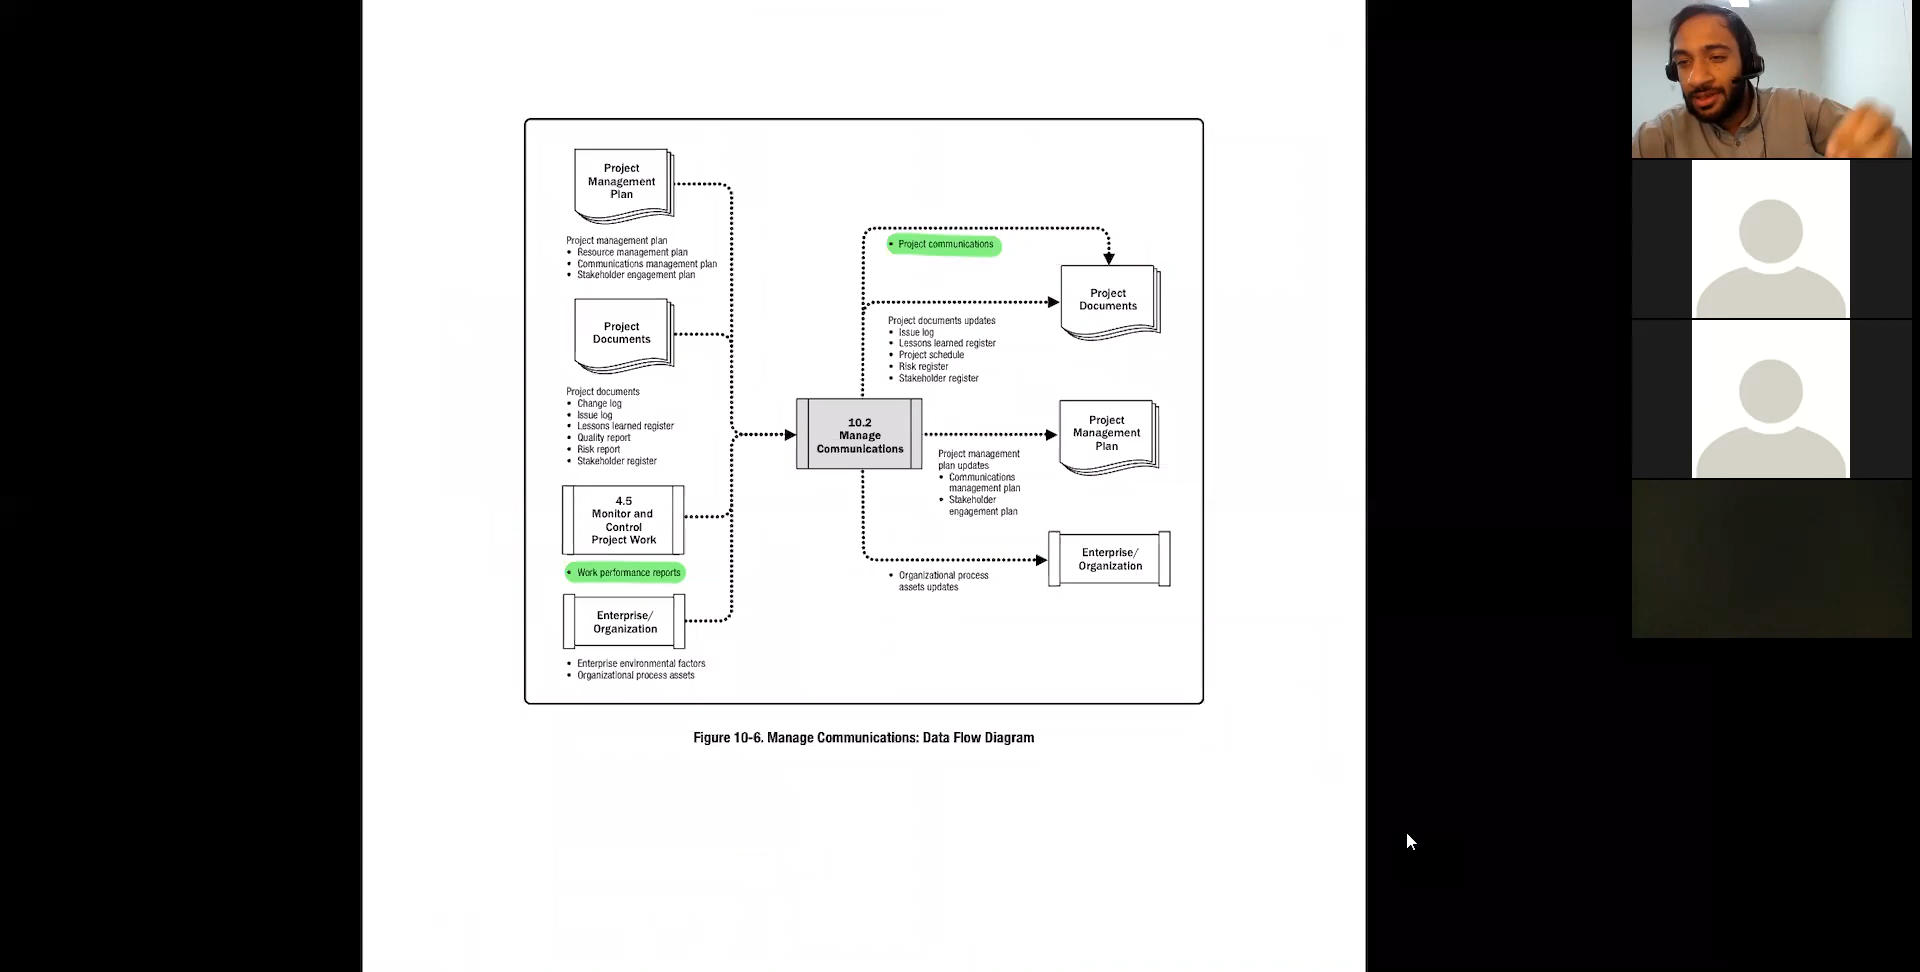 Project
Management
Plan
Project management plan
• Resource management plan
• Communications management plan
• Stakeholder engagement plan
Project
Documents
Project documents
• Change log
• Issue log
• Lessons learned register
• Quality report
• Risk report
• Stakeholder register
4.5
Monitor and
Control
Project Work
• Work performance reports
Enterprise/
Organization
• Enterprise environmental factors
• Organizational process assets
10.2
Manage
Communications
• Project communications
Project
Documents
Project documents updates
• Issue log
• Lessons learned register
• Project schedule
• Risk register
• Stakeholder register
Project
Management
Plan
Project management
plan updates
• Communications
management plan
• Stakeholder
engagement plan
Enterprise/
Organization
• Organizational process
assets updates
Figure 10-6. Manage Communications: Data Flow Diagram